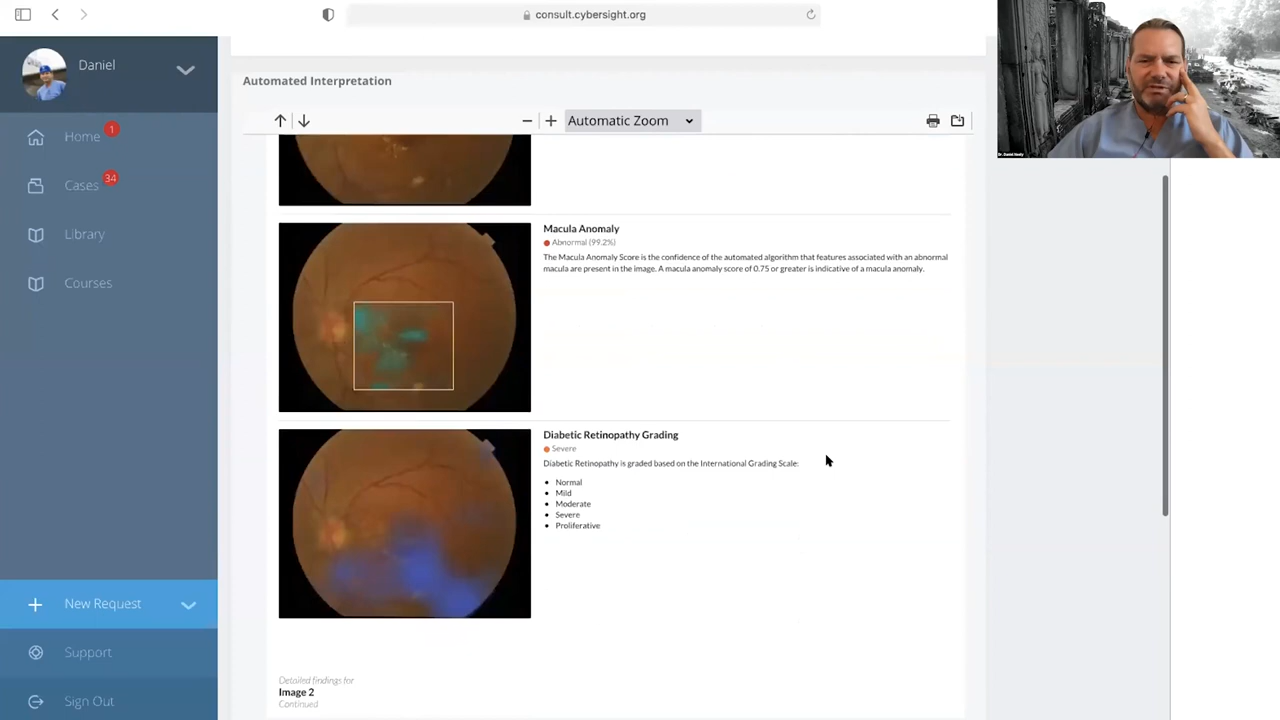 consult.cybersight.org
Daniel
Home 1
Cases 34
Library
Courses
New Request
Support
Sign Out
Automated Interpretation
Automatic Zoom
Macula Anomaly
Abnormal (99.2%)
The Macula Anomaly Score is the confidence of the automated algorithm that features associated with an abnormal
macula are present in the image. A macula anomaly score of 0.75 or greater is indicative of a macula anomaly.
Diabetic Retinopathy Grading
Severe
Diabetic Retinopathy is graded based on the International Grading Scale:
Normal
Mild
Moderate
Severe
Proliferative
Detailed findings for
Image 2
Continued